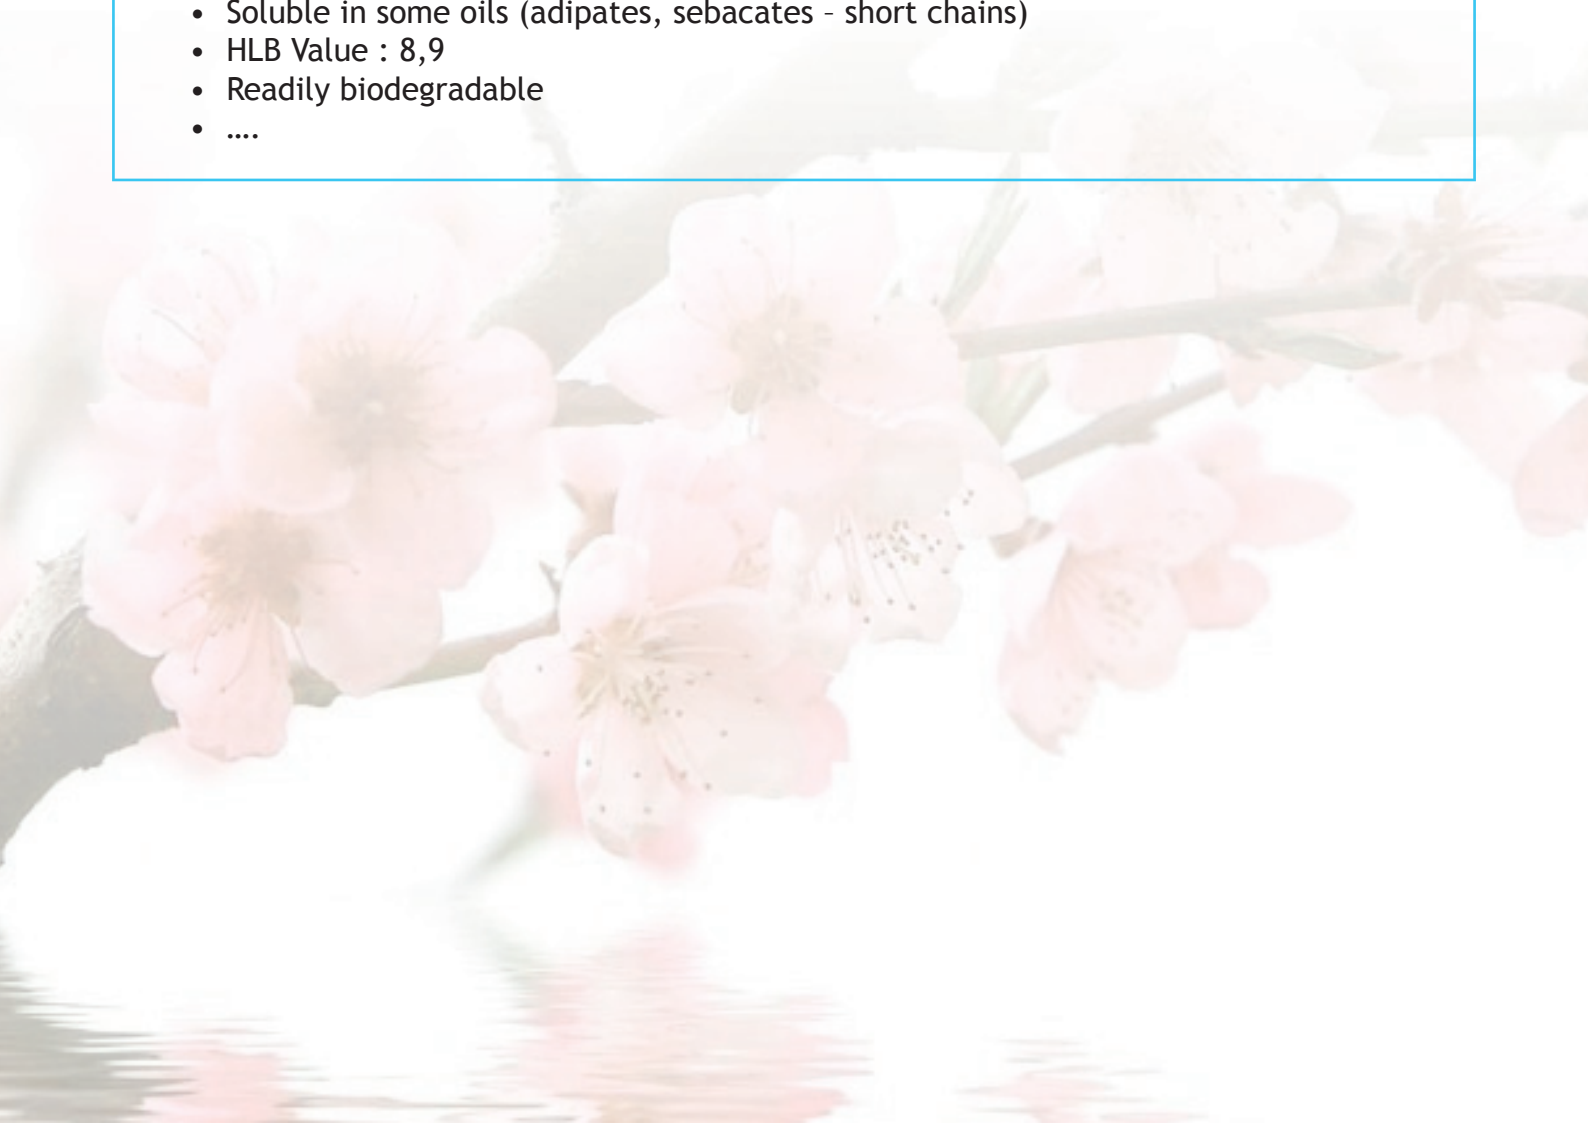 • Soluble in some oils (adipates, sebacates – short chains)
• HLB Value : 8,9
• Readily biodegradable
• ....